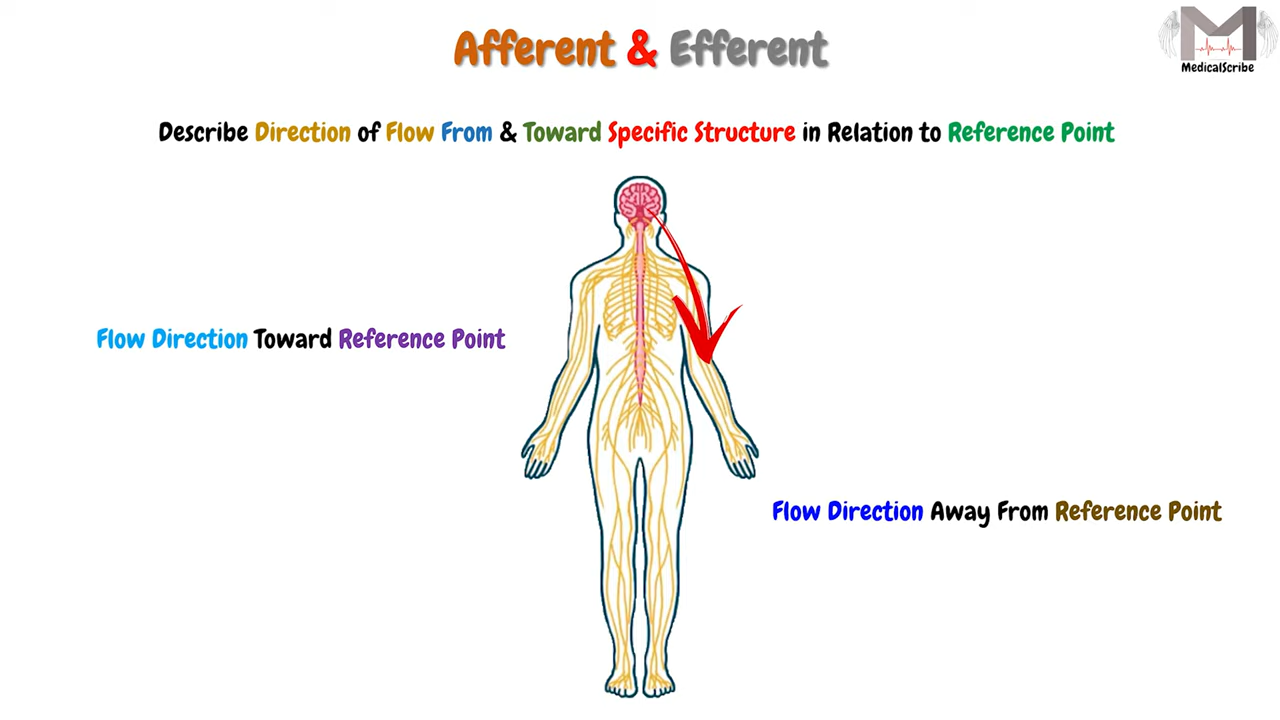 Afferent & Efferent
MedicalScribe
Describe Direction of Flow From & Toward Specific Structure in Relation to Reference Point
Flow Direction Toward Reference Point
Flow Direction Away From Reference Point